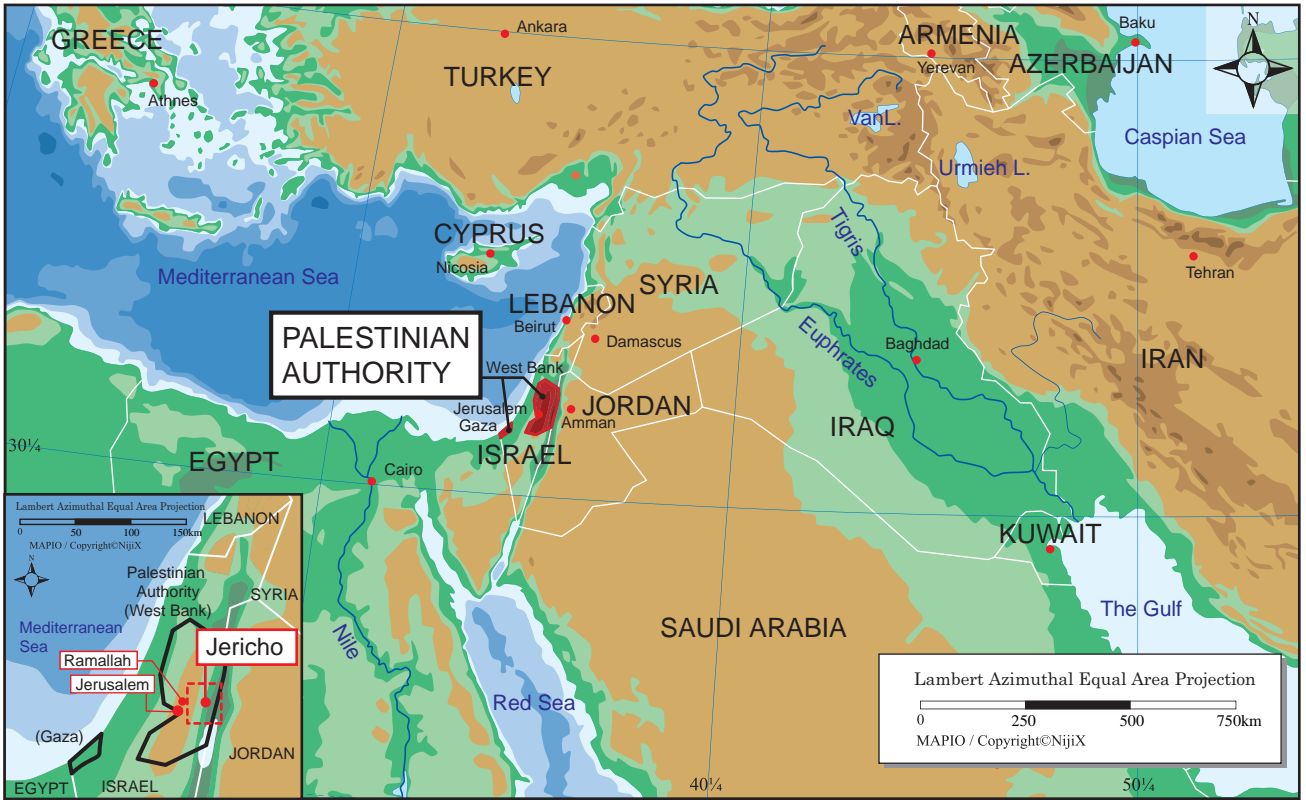 GREECE
Athnes
Ankara
TURKEY
ARMENIA
Yerevan
AZERBAIJAN
Baku
N
VanL.
Urmieh L.
Caspian Sea
CYPRUS
Nicosia
Mediterranean Sea
LEBANON
Beirut
SYRIA
Damascus
Tigris
Euphrates
Baghdad
Tehran
IRAN
PALESTINIAN
AUTHORITY
West Bank
Jerusalem
Gaza
JORDAN
Amman
ISRAEL
IRAQ
30¼
EGYPT
Cairo
KUWAIT
The Gulf
SAUDI ARABIA
Nile
Red Sea
40¼
50¼
Lambert Azimuthal Equal Area Projection
0 250 500 750km
MAPIO / Copyright©NijiX
Lambert Azimuthal Equal Area Projection
0 50 100 150km
MAPIO / Copyright©NijiX
N
LEBANON
Palestinian
Authority
(West Bank)
SYRIA
Mediterranean
Sea
Jericho
Ramallah
Jerusalem
(Gaza)
JORDAN
EGYPT
ISRAEL